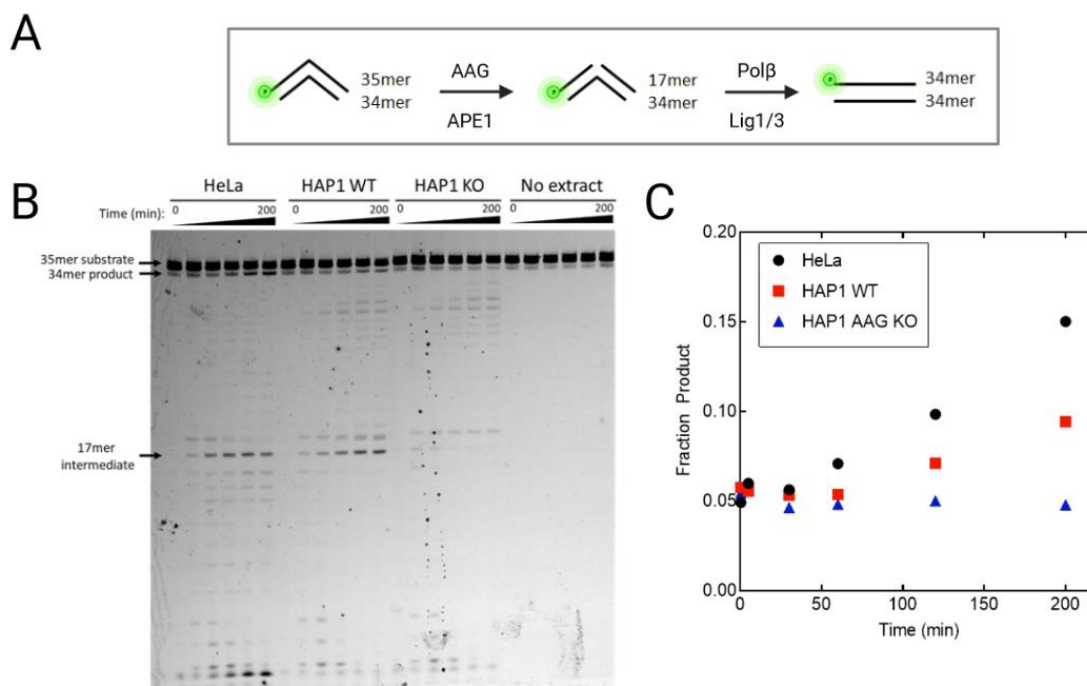 A
35mer
34mer
AAG
APE1
17mer
34mer
Polβ
Lig1/3
34mer
34mer
B
HeLa
HAP1 WT
HAP1 KO
No extract
Time (min):
0
200
0
200
0
200
0
200
35mer substrate
34mer product
17mer
intermediate
C
Fraction Product
0.20
0.15
0.10
0.05
0.00
HeLa
HAP1 WT
HAP1 AAG KO
0
50
100
150
200
Time (min)